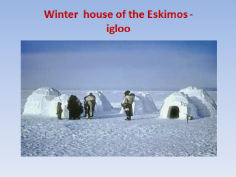 Winter house of the Eskimos -
igloo